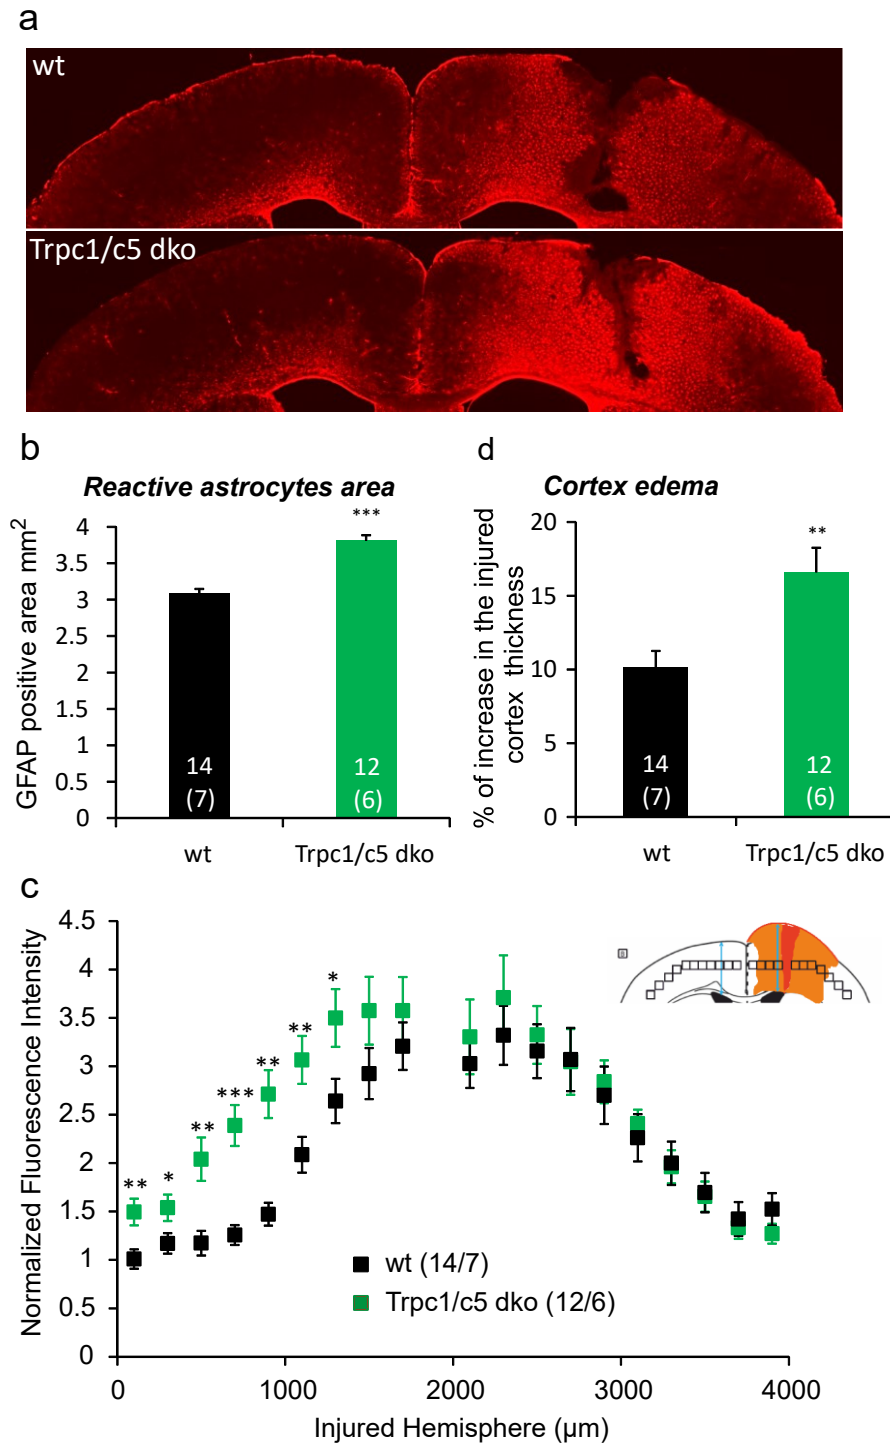 a
wt
Trpc1/c5 dko
b
Reactive astrocytes area
GFAP positive area mm²
***
4
3.5
3
2.5
2
1.5
1
0.5
0
14
(7)
12
(6)
wt
Trpc1/c5 dko
d
Cortex edema
% of increase in the injured
cortex thickness
**
20
15
10
5
0
14
(7)
12
(6)
wt
Trpc1/c5 dko
c
Normalized Fluorescence Intensity
4.5
4
3.5
3
2.5
2
1.5
1
0.5
0
**
*
**
***
**
**
*
wt (14/7)
Trpc1/c5 dko (12/6)
0
1000
2000
3000
4000
Injured Hemisphere (µm)